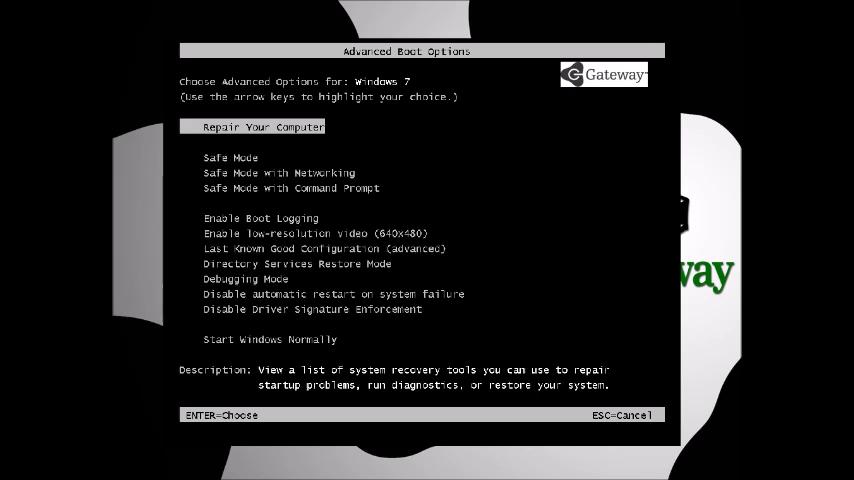 Advanced Boot Options
Choose Advanced Options for: Windows 7
(Use the arrow keys to highlight your choice.)
Gateway
Repair Your Computer
Safe Mode
Safe Mode with Networking
Safe Mode with Command Prompt
Enable Boot Logging
Enable low-resolution video (640x480)
Last Known Good Configuration (advanced)
Directory Services Restore Mode
Debugging Mode
Disable automatic restart on system failure
Disable Driver Signature Enforcement
Start Windows Normally
Description: View a list of system recovery tools you can use to repair
startup problems, run diagnostics, or restore your system.
ENTER=Choose ESC=Cancel
way